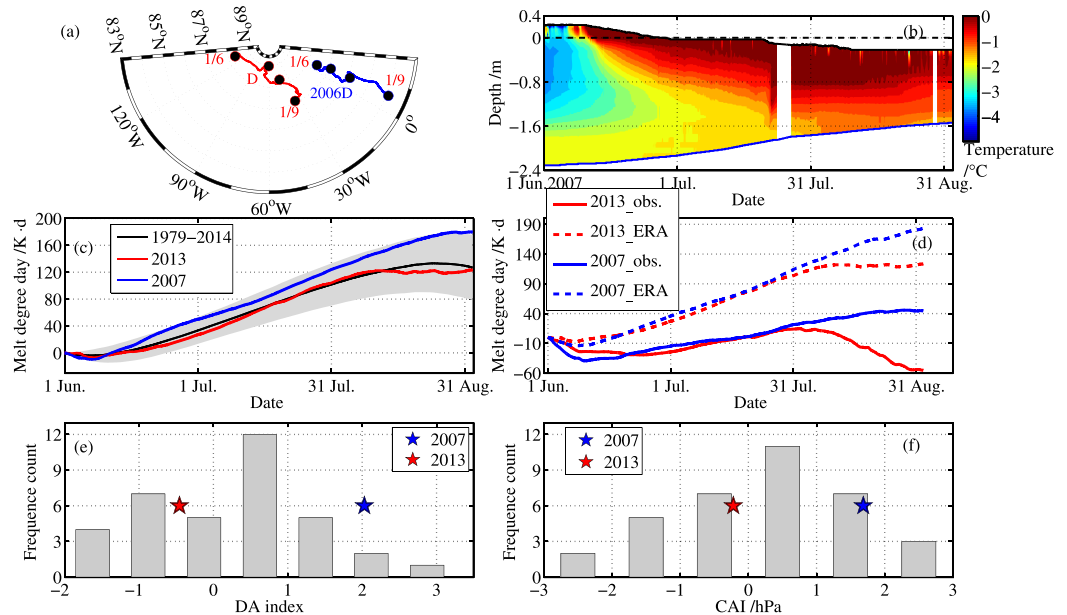 (a)
83°N
85°N
87°N
89°N
1/6
D
1/9
1/6
2006D
1/9
120°W
90°W
60°W
30°W
0°
(b)
0.4
0
−0.8
−1.6
−2.4
Depth /m
1 Jun.2007
1 Jul.
31 Jul.
31 Aug.
Date
0
−1
−2
−3
−4
Temperature
/°C
(c)
200
160
120
80
40
0
Melt degree day /K ·d
1979−2014
2013
2007
1 Jun.
1 Jul.
31 Jul.
31 Aug.
Date
(d)
190
140
90
40
−10
−60
Melt degree day /K ·d
2013_obs.
2013_ERA
2007_obs.
2007_ERA
1 Jun.
1 Jul.
31 Jul.
31 Aug.
Date
(e)
12
9
6
3
0
Frequence count
2007
2013
−2
−1
0
1
2
3
DA index
(f)
12
9
6
3
0
Frequence count
2007
2013
−3
−2
−1
0
1
2
3
CAI /hPa